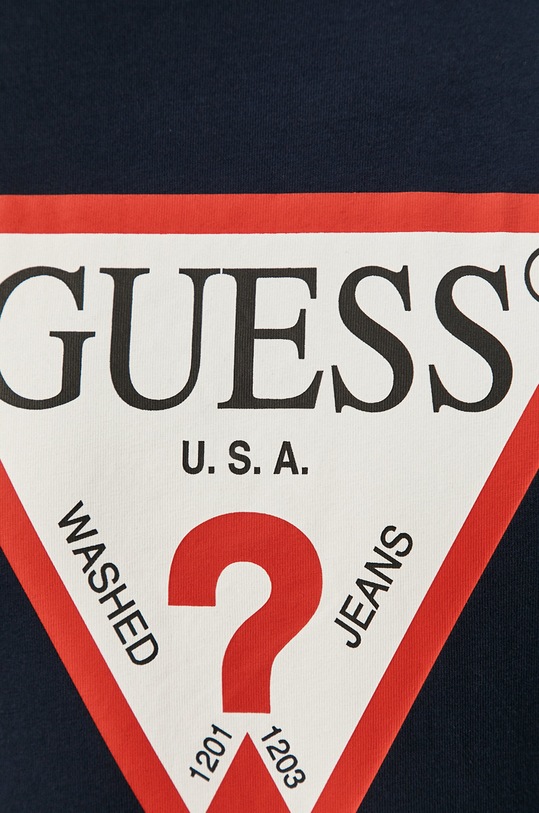 GUESS®
U. S. A.
WASHED
?
JEANS
1201
1203